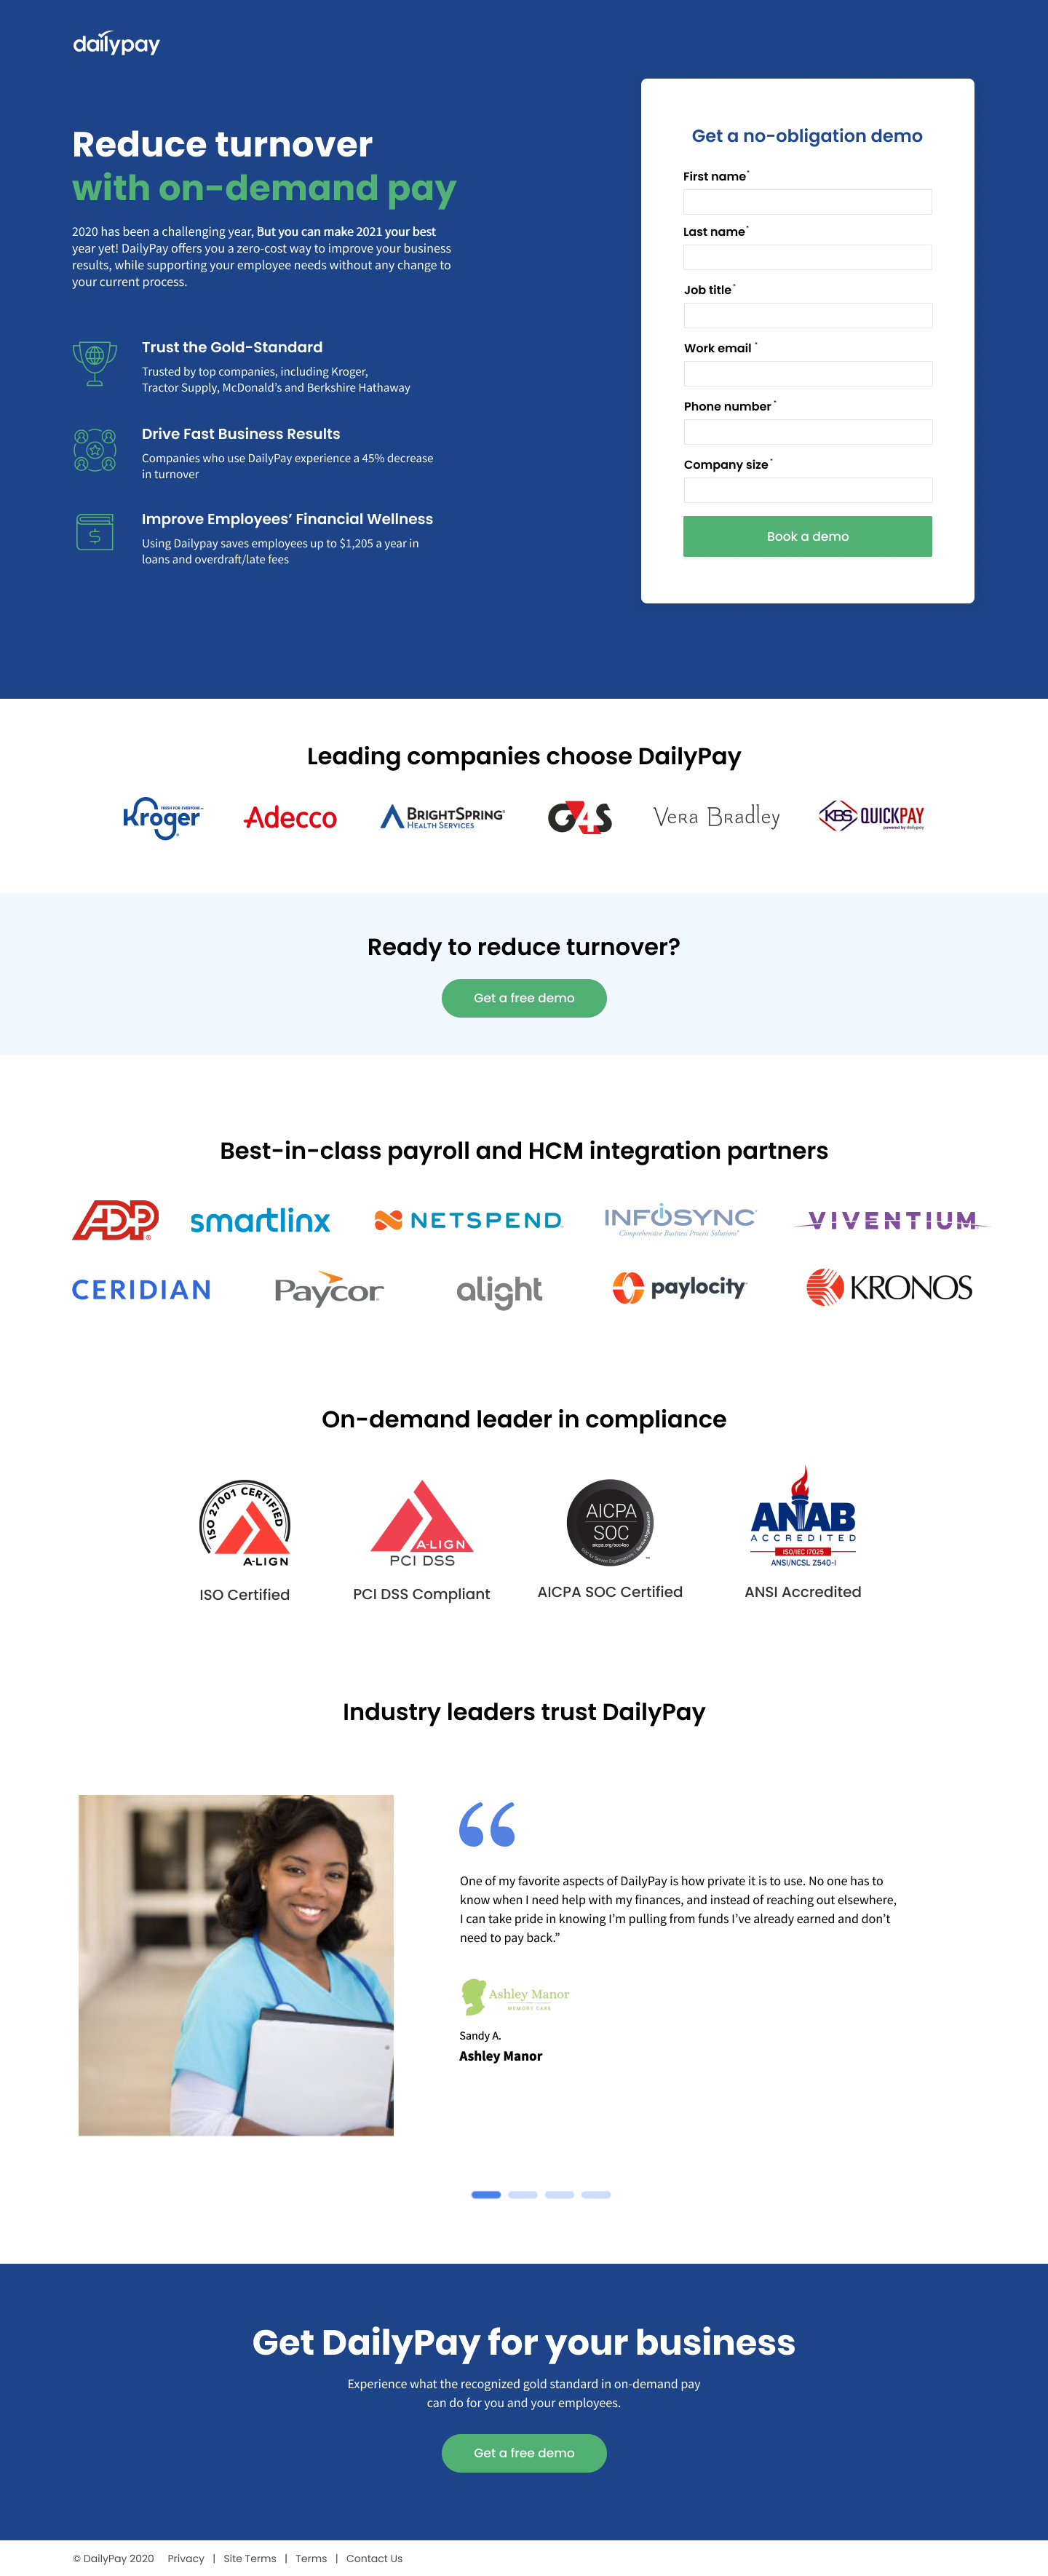 dailypay
Reduce turnover
with on-demand pay
2020 has been a challenging year, But you can make 2021 your best
year yet! DailyPay offers you a zero-cost way to improve your business
results, while supporting your employee needs without any change to
your current process.
Trust the Gold-Standard
Trusted by top companies, including Kroger,
Tractor Supply, McDonald's and Berkshire Hathaway
Drive Fast Business Results
Companies who use DailyPay experience a 45% decrease
in turnover
Improve Employees' Financial Wellness
Using Dailypay saves employees up to $1,205 a year in
loans and overdraft/late fees
Get a no-obligation demo
First name*
Last name*
Job title*
Work email *
Phone number *
Company size*
Book a demo
Leading companies choose DailyPay
Kroger FRESH FOR EVERYONE™
Adecco
BRIGHTSPRING® HEALTH SERVICES
G4S
Vera Bradley
KBS QUICKPAY powered by dailypay
Ready to reduce turnover?
Get a free demo
Best-in-class payroll and HCM integration partners
ADP® smartlinx NETSPEND INFOSYNC Comprehensive Business Process Solutions VIVENTIUM
CERIDIAN Paycor alight paylocity KRONOS
On-demand leader in compliance
ISO 27001 CERTIFIED
A-LIGN
A-LIGN
PCI DSS
AICPA
SOC
aicpa.org/soc4so
SOC for Service Organizations | Service Organizations
ANAB
ACCREDITED
ISO/IEC 17025
ANSI/NCSL Z540-1
ISO Certified
PCI DSS Compliant
AICPA SOC Certified
ANSI Accredited
Industry leaders trust DailyPay
“
One of my favorite aspects of DailyPay is how private it is to use. No one has to
know when I need help with my finances, and instead of reaching out elsewhere,
I can take pride in knowing I'm pulling from funds I've already earned and don't
need to pay back.”
Ashley Manor
MEMORY CARE
Sandy A.
Ashley Manor
Get DailyPay for your business
Experience what the recognized gold standard in on-demand pay
can do for you and your employees.
Get a free demo
© DailyPay 2020 Privacy | Site Terms | Terms | Contact Us